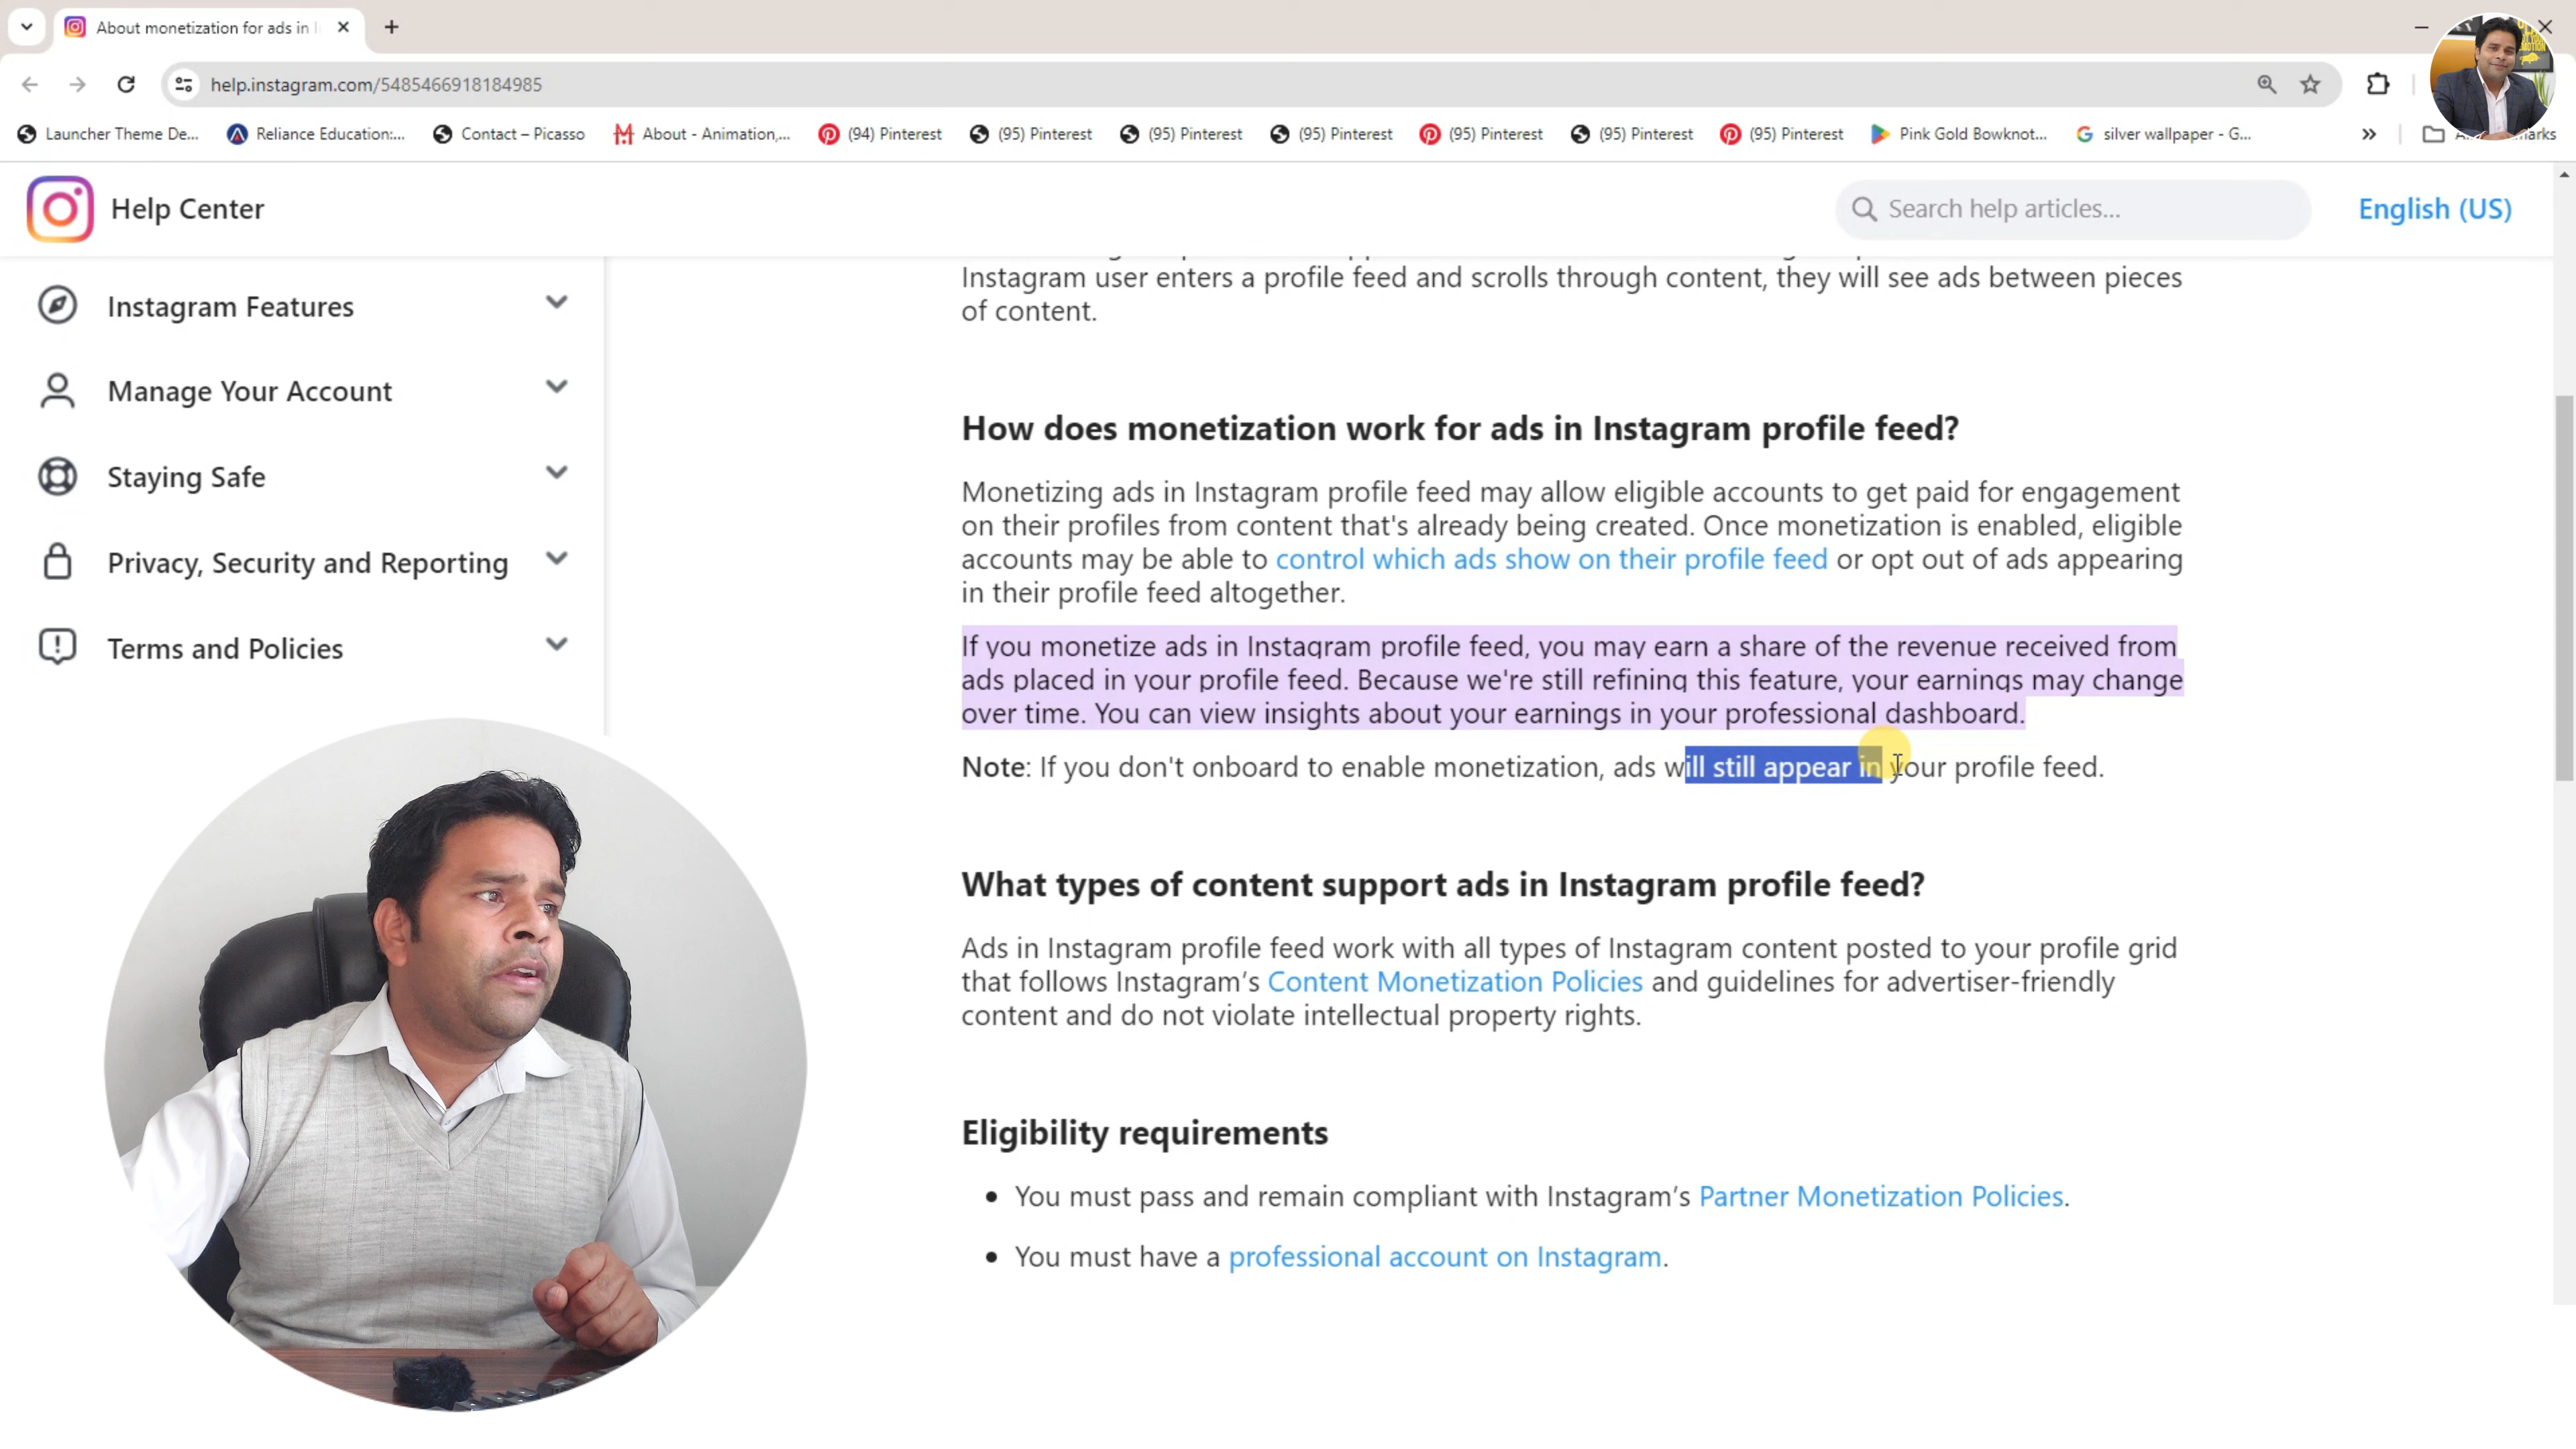 About monetization for ads in I
help.instagram.com/5485466918184985
Launcher Theme De... Reliance Education:... Contact – Picasso About - Animation,... (94) Pinterest (95) Pinterest (95) Pinterest (95) Pinterest (95) Pinterest (95) Pinterest (95) Pinterest Pink Gold Bowknot... silver wallpaper - G...
Help Center
Search help articles...
English (US)
Instagram Features
Manage Your Account
Staying Safe
Privacy, Security and Reporting
Terms and Policies
Instagram user enters a profile feed and scrolls through content, they will see ads between pieces
of content.
How does monetization work for ads in Instagram profile feed?
Monetizing ads in Instagram profile feed may allow eligible accounts to get paid for engagement
on their profiles from content that's already being created. Once monetization is enabled, eligible
accounts may be able to control which ads show on their profile feed or opt out of ads appearing
in their profile feed altogether.
If you monetize ads in Instagram profile feed, you may earn a share of the revenue received from
ads placed in your profile feed. Because we're still refining this feature, your earnings may change
over time. You can view insights about your earnings in your professional dashboard.
Note: If you don't onboard to enable monetization, ads will still appear in your profile feed.
What types of content support ads in Instagram profile feed?
Ads in Instagram profile feed work with all types of Instagram content posted to your profile grid
that follows Instagram’s Content Monetization Policies and guidelines for advertiser-friendly
content and do not violate intellectual property rights.
Eligibility requirements
• You must pass and remain compliant with Instagram’s Partner Monetization Policies.
• You must have a professional account on Instagram.